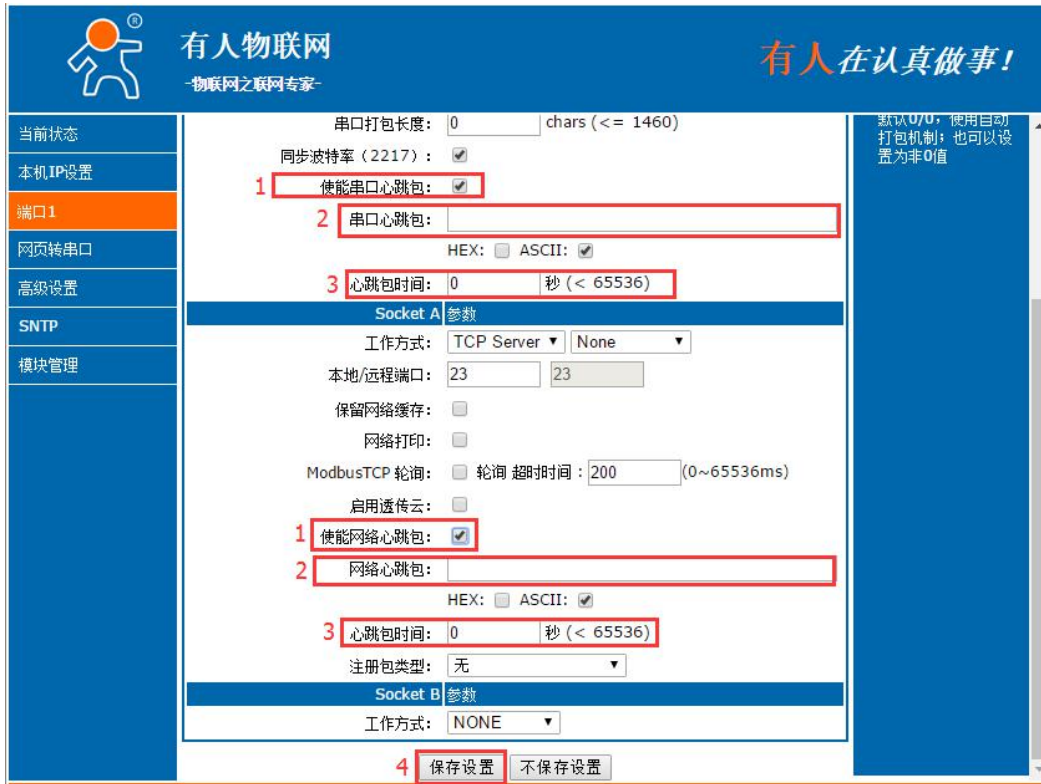 ®
有人物联网
-物联网之联网专家-
有人在认真做事!
当前状态
本机IP设置
端口1
网页转串口
高级设置
SNTP
模块管理
串口打包长度: 0 chars (<= 1460)
同步波特率（2217）:
1 使能串口心跳包:
2 串口心跳包:
HEX: ASCII:
3 心跳包时间: 0 秒 (< 65536)
Socket A 参数
工作方式: TCP Server None
本地/远程端口: 23 23
保留网络缓存:
网络打印:
ModbusTCP 轮询: 轮询 超时时间：200 (0~65536ms)
启用透传云:
1 使能网络心跳包:
2 网络心跳包:
HEX: ASCII:
3 心跳包时间: 0 秒 (< 65536)
注册包类型: 无
Socket B 参数
工作方式: NONE
4 保存设置 不保存设置
默认0/0，使用自动
打包机制；也可以设
置为非0值